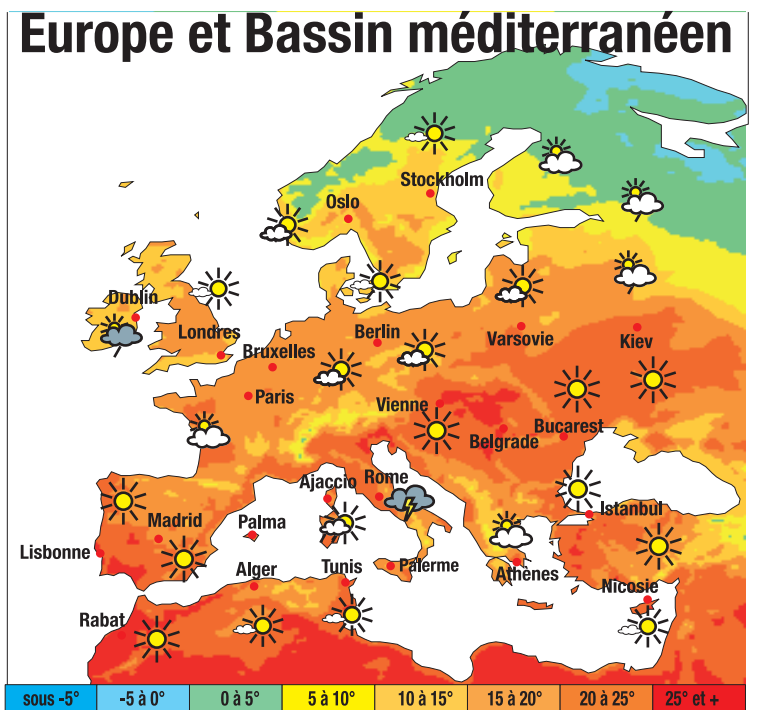 Europe et Bassin méditerranéen
Stockholm
Oslo
Dublin
Londres
Berlin
Varsovie
Kiev
Bruxelles
Paris
Vienne
Bucarest
Belgrade
Ajaccio
Rome
Istanbul
Madrid
Palma
Lisbonne
Alger
Tunis
Palerme
Athènes
Nicosie
Rabat
sous -5° -5 à 0° 0 à 5° 5 à 10° 10 à 15° 15 à 20° 20 à 25° 25° et +